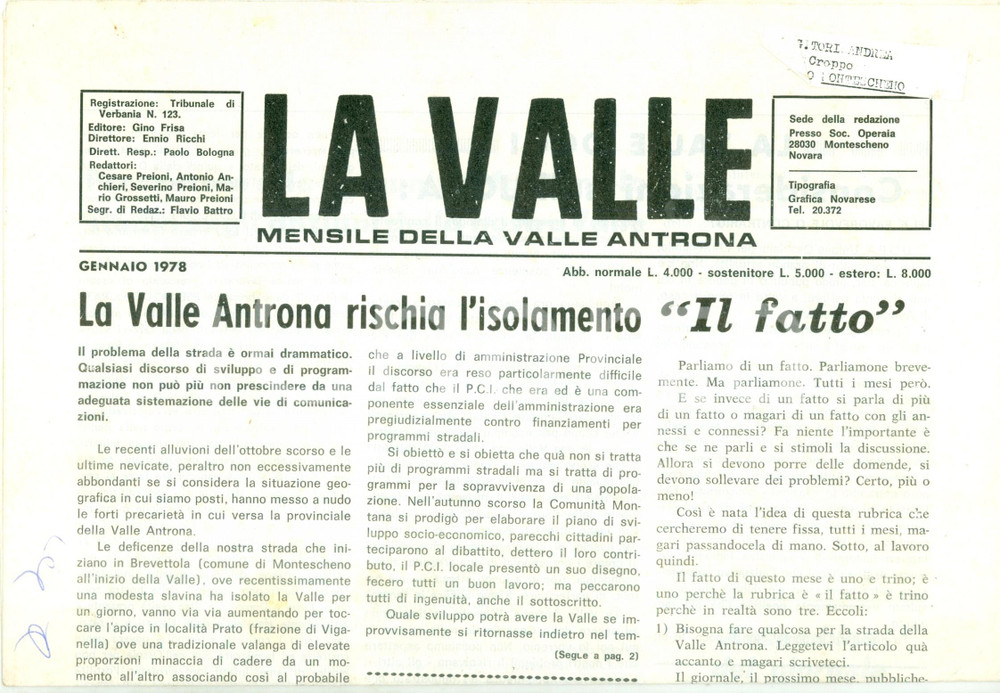 TORI ANDREA
Croppo
MONTESCHENO
Registrazione: Tribunale di
Verbania N. 123.
Editore: Gino Frisa
Direttore: Ennio Ricchi
Dirett. Resp.: Paolo Bologna
Redattori:
Cesare Preioni, Antonio An-
chieri, Severino Preioni, Ma-
rio Grossetti, Mauro Preioni
Segr. di Redaz.: Flavio Battro
LA VALLE
MENSILE DELLA VALLE ANTRONA
Sede della redazione
Presso Soc. Operaia
28030 Montescheno
Novara
Tipografia
Grafica Novarese
Tel. 20.372
GENNAIO 1978
Abb. normale L. 4.000 - sostenitore L. 5.000 - estero: L. 8.000
La Valle Antrona rischia l'isolamento
Il problema della strada è ormai drammatico.
Qualsiasi discorso di sviluppo e di program-
mazione non può più non prescindere da una
adeguata sistemazione delle vie di comunica-
zioni.
Le recenti alluvioni dell'ottobre scorso e le
ultime nevicate, peraltro non eccessivamente
abbondanti se si considera la situazione geo-
grafica in cui siamo posti, hanno messo a nudo
le forti precarietà in cui versa la provinciale
della Valle Antrona.
Le deficenze della nostra strada che ini-
ziano in Brevettola (comune di Montescheno
all'inizio della Valle), ove recentissimamente
una modesta slavina ha isolato la Valle per
un giorno, vanno via via aumentando per toc-
care l'apice in località Prato (frazione di Viga-
nella) ove una tradizionale valanga di elevate
proporzioni minaccia di cadere da un mo-
mento all'altro associando così al probabile
che a livello di amministrazione Provinciale
il discorso era reso particolarmente difficile
dal fatto che il P.C.I. che era ed è una com-
ponente essenziale dell'amministrazione era
pregiudizialmente contro finanziamenti per
programmi stradali.
Si obiettò e si obietta che quà non si tratta
più di programmi stradali ma si tratta di pro-
grammi per la sopravvivenza di una popola-
zione. Nell'autunno scorso la Comunità Mon-
tana si prodigò per elaborare il piano di svi-
luppo socio-economico, parecchi cittadini par-
teciparono al dibattito, dettero il loro contri-
buto, il P.C.I. locale presentò un suo disegno,
fecero tutti un buon lavoro; ma peccarono
tutti di ingenuità, anche il sottoscritto.
Quale sviluppo potrà avere la Valle se im-
provvisamente si ritornasse indietro nel tem-
(Segue a pag. 2)
“Il fatto”
Parliamo di un fatto. Parliamone breve-
mente. Ma parliamone. Tutti i mesi però.
E se invece di un fatto si parla di più
di un fatto o magari di un fatto con gli an-
nessi e connessi? Fa niente l'importante è
che se ne parli e si stimoli la discussione.
Allora si devono porre delle domende, si
devono sollevare dei problemi? Certo, più o
meno!
Così è nata l'idea di questa rubrica che
cercheremo di tenere fissa, tutti i mesi, ma-
gari passandocela di mano. Sotto, al lavoro
quindi.
Il fatto di questo mese è uno e trino; è
uno perchè la rubrica è « il fatto » è trino
perchè in realtà sono tre. Eccoli:
1) Bisogna fare qualcosa per la strada della
Valle Antrona. Leggetevi l'articolo quà
accanto e magari scriveteci.
Il giornale, il prossimo mese, pubbliche-